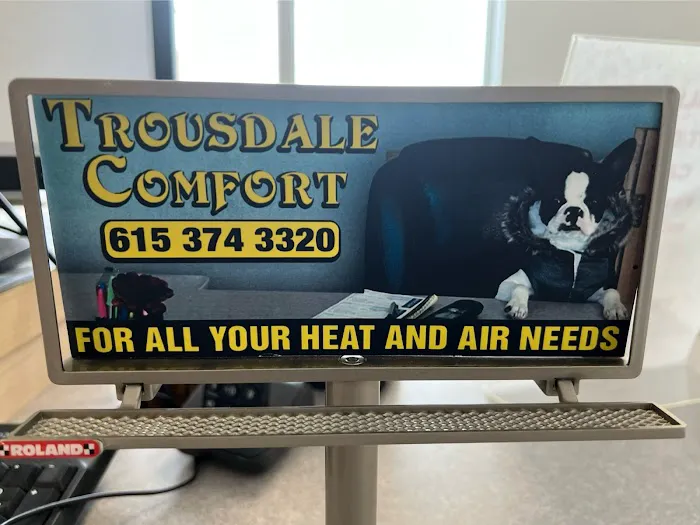 TROUSDALE
COMFORT
615 374 3320
FOR ALL YOUR HEAT AND AIR NEEDS
ROLAND